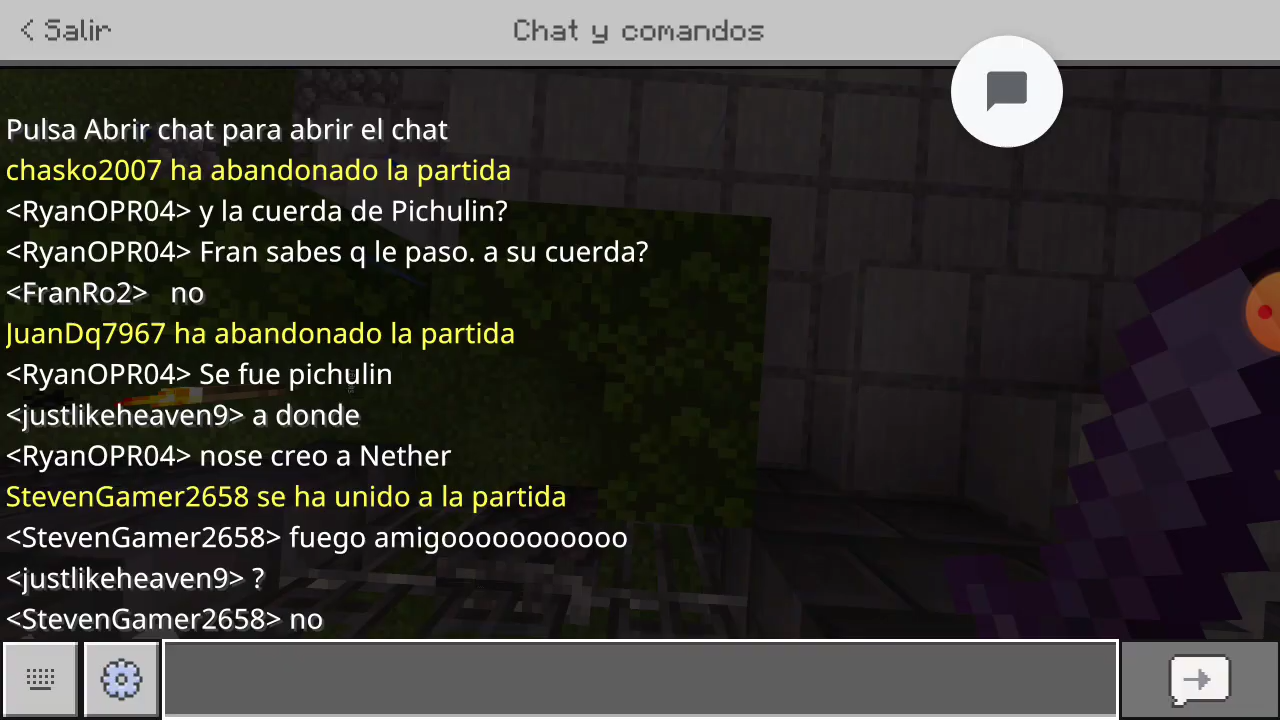 Salir
Chat y comandos
Pulsa Abrir chat para abrir el chat
chasko2007 ha abandonado la partida
<RyanOPR04> y la cuerda de Pichulin?
<RyanOPR04> Fran sabes q le paso. a su cuerda?
<FranRo2> no
JuanDq7967 ha abandonado la partida
<RyanOPR04> Se fue pichulin
<justlikeheaven9> a donde
<RyanOPR04> nose creo a Nether
StevenGamer2658 se ha unido a la partida
<StevenGamer2658> fuego amigooooooooooo
<justlikeheaven9> ?
<StevenGamer2658> no